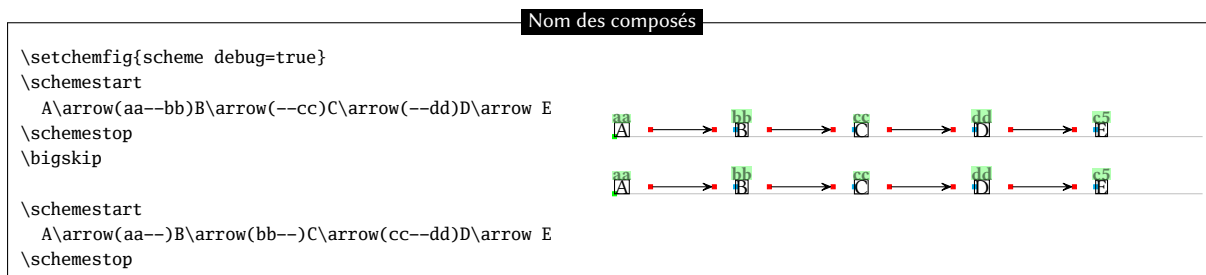 Nom des composés
\setchemfig{scheme debug=true}
\schemestart
A\arrow(aa--bb)B\arrow(--cc)C\arrow(--dd)D\arrow E
\schemestop
\bigskip
\schemestart
A\arrow(aa--)B\arrow(bb--)C\arrow(cc--dd)D\arrow E
\schemestop
aa bb cc dd c5
A B C D E
aa bb cc dd c5
A B C D E